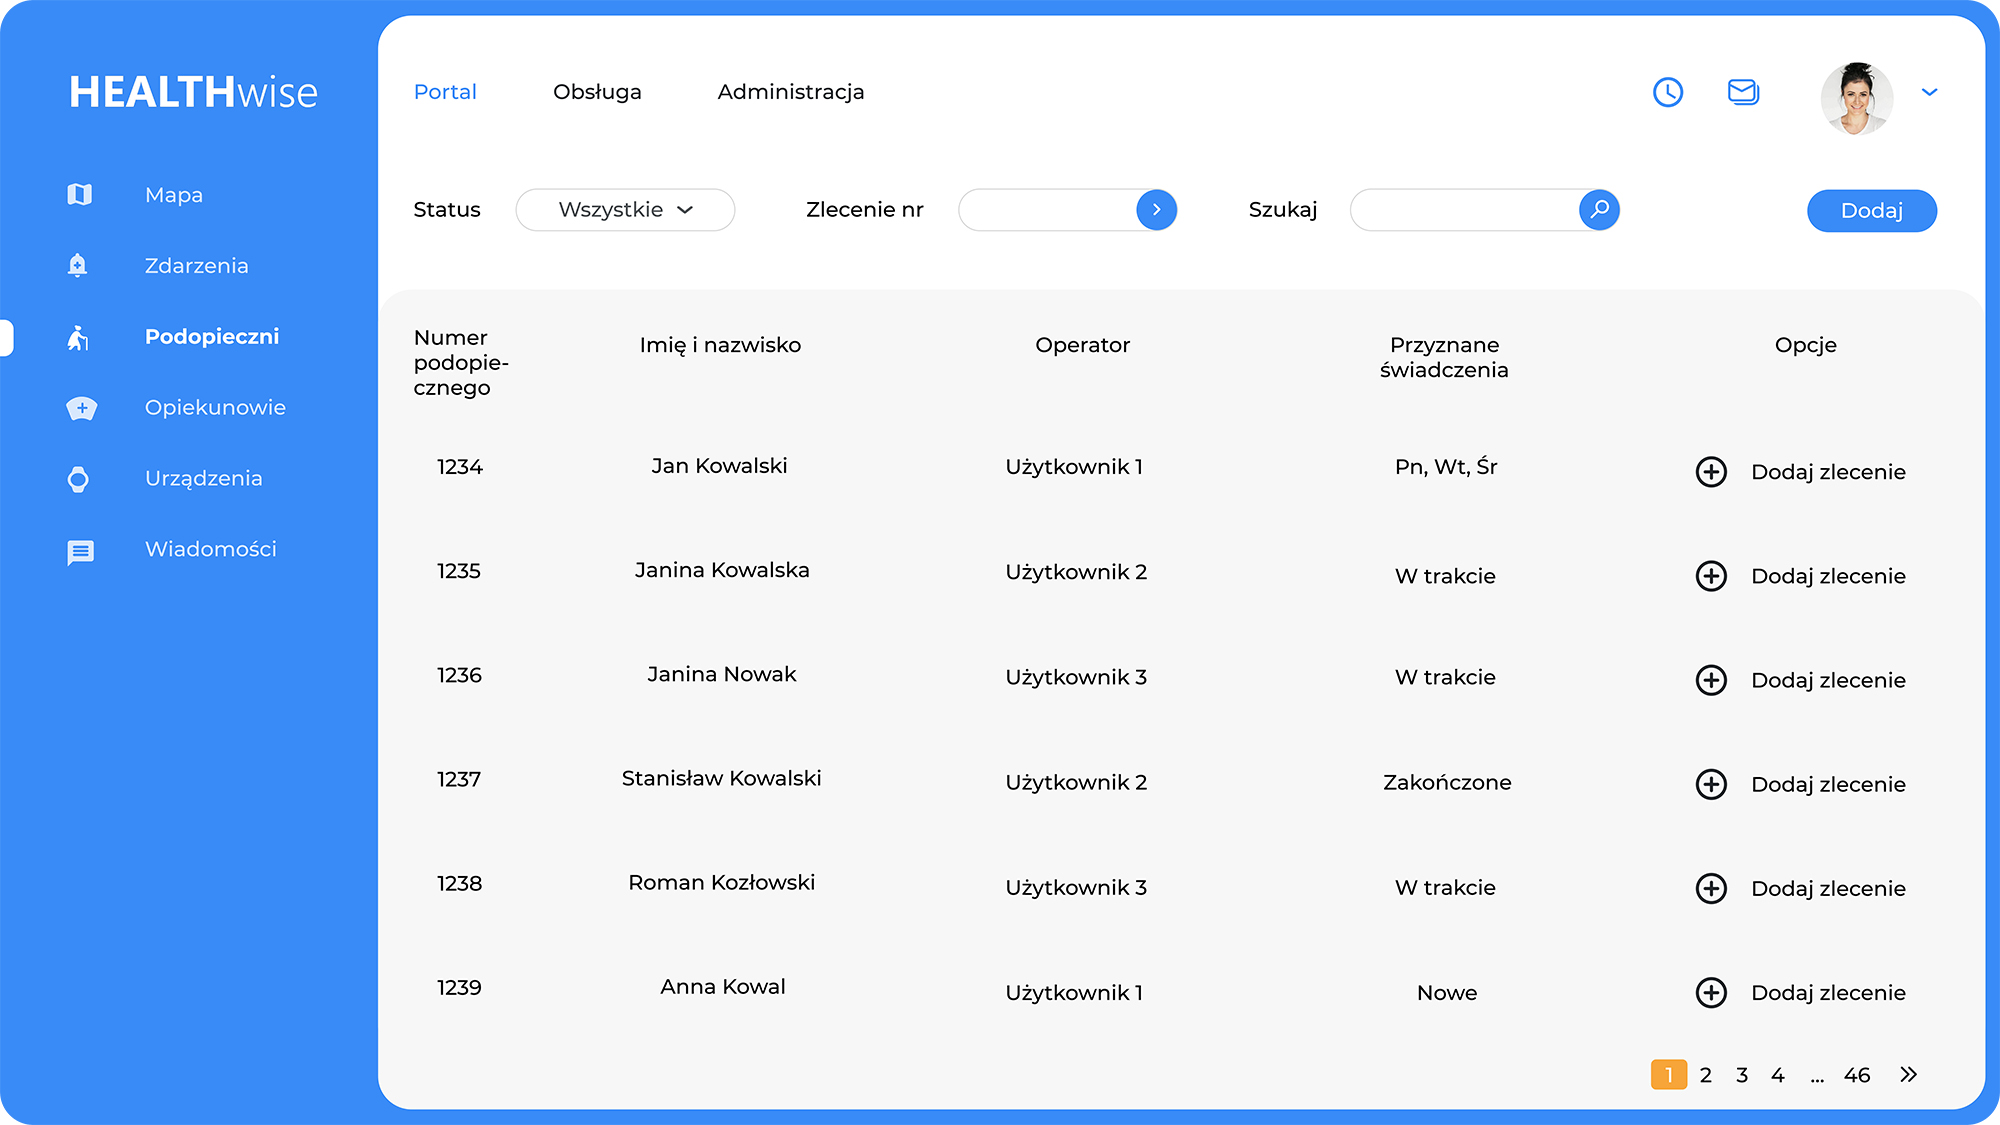 HEALTHwise
Portal Obsługa Administracja
Mapa
Zdarzenia
Podopieczni
Opiekunowie
Urządzenia
Wiadomości
Status Wszystkie Zlecenie nr Szukaj Dodaj
Numer
podopie-
cznego
Imię i nazwisko
Operator
Przyznane
świadczenia
Opcje
1234 Jan Kowalski Użytkownik 1 Pn, Wt, Śr Dodaj zlecenie
1235 Janina Kowalska Użytkownik 2 W trakcie Dodaj zlecenie
1236 Janina Nowak Użytkownik 3 W trakcie Dodaj zlecenie
1237 Stanisław Kowalski Użytkownik 2 Zakończone Dodaj zlecenie
1238 Roman Kozłowski Użytkownik 3 W trakcie Dodaj zlecenie
1239 Anna Kowal Użytkownik 1 Nowe Dodaj zlecenie
1 2 3 4 ... 46 »